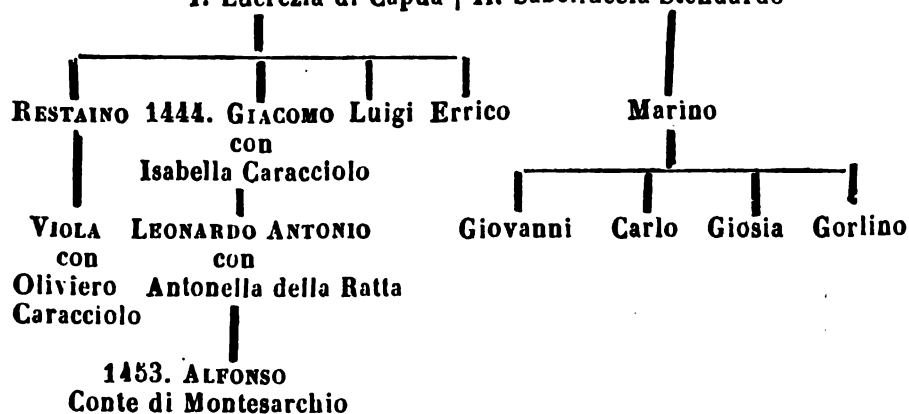 RESTAINO 1444. GIACOMO Luigi Errico Marino
con
Isabella Caracciolo
VIOLA LEONARDO ANTONIO Giovanni Carlo Giosia Gorlino
con con
Oliviero Antonella della Ratta
Caracciolo
1453. ALFONSO
Conte di Montesarchio